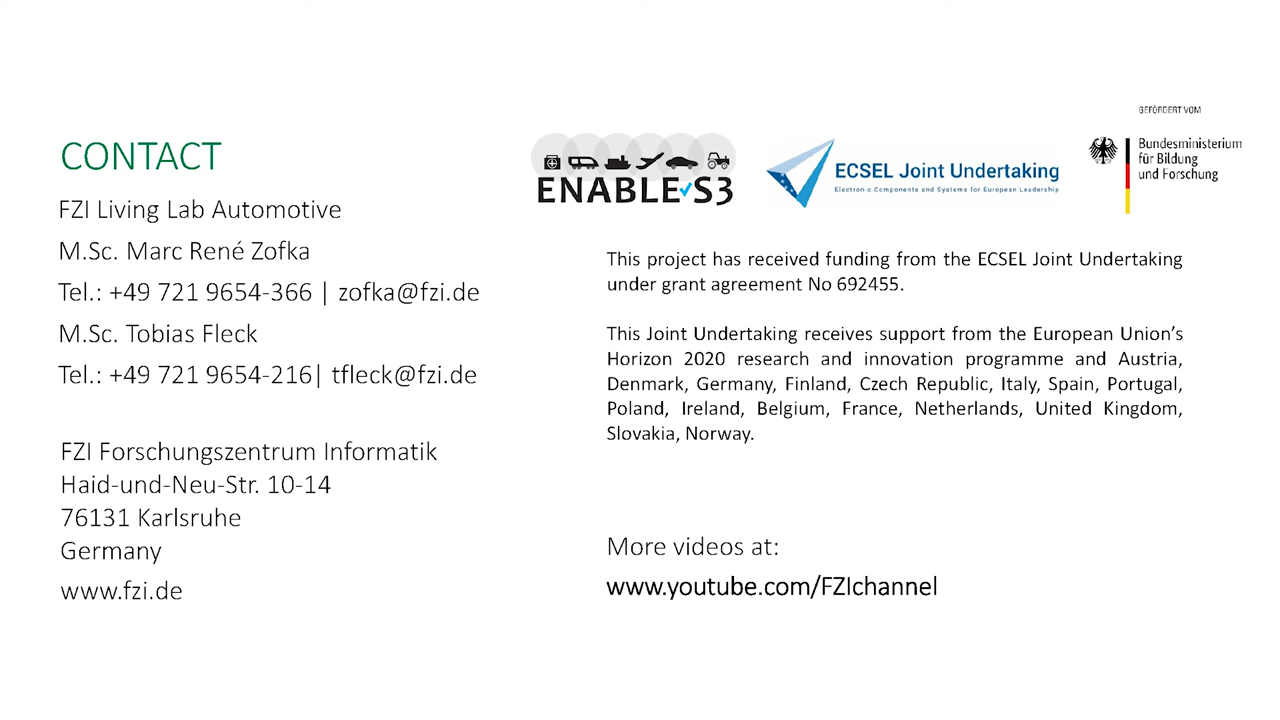 CONTACT
FZI Living Lab Automotive
M.Sc. Marc René Zofka
Tel.: +49 721 9654-366 | zofka@fzi.de
M.Sc. Tobias Fleck
Tel.: +49 721 9654-216| tfleck@fzi.de
FZI Forschungszentrum Informatik
Haid-und-Neu-Str. 10-14
76131 Karlsruhe
Germany
www.fzi.de
ENABLE S3
ECSEL Joint Undertaking
Electronic Components and Systems for European Leadership
GEFÖRDERT VOM
Bundesministerium
für Bildung
und Forschung
This project has received funding from the ECSEL Joint Undertaking
under grant agreement No 692455.
This Joint Undertaking receives support from the European Union’s
Horizon 2020 research and innovation programme and Austria,
Denmark, Germany, Finland, Czech Republic, Italy, Spain, Portugal,
Poland, Ireland, Belgium, France, Netherlands, United Kingdom,
Slovakia, Norway.
More videos at:
www.youtube.com/FZIchannel